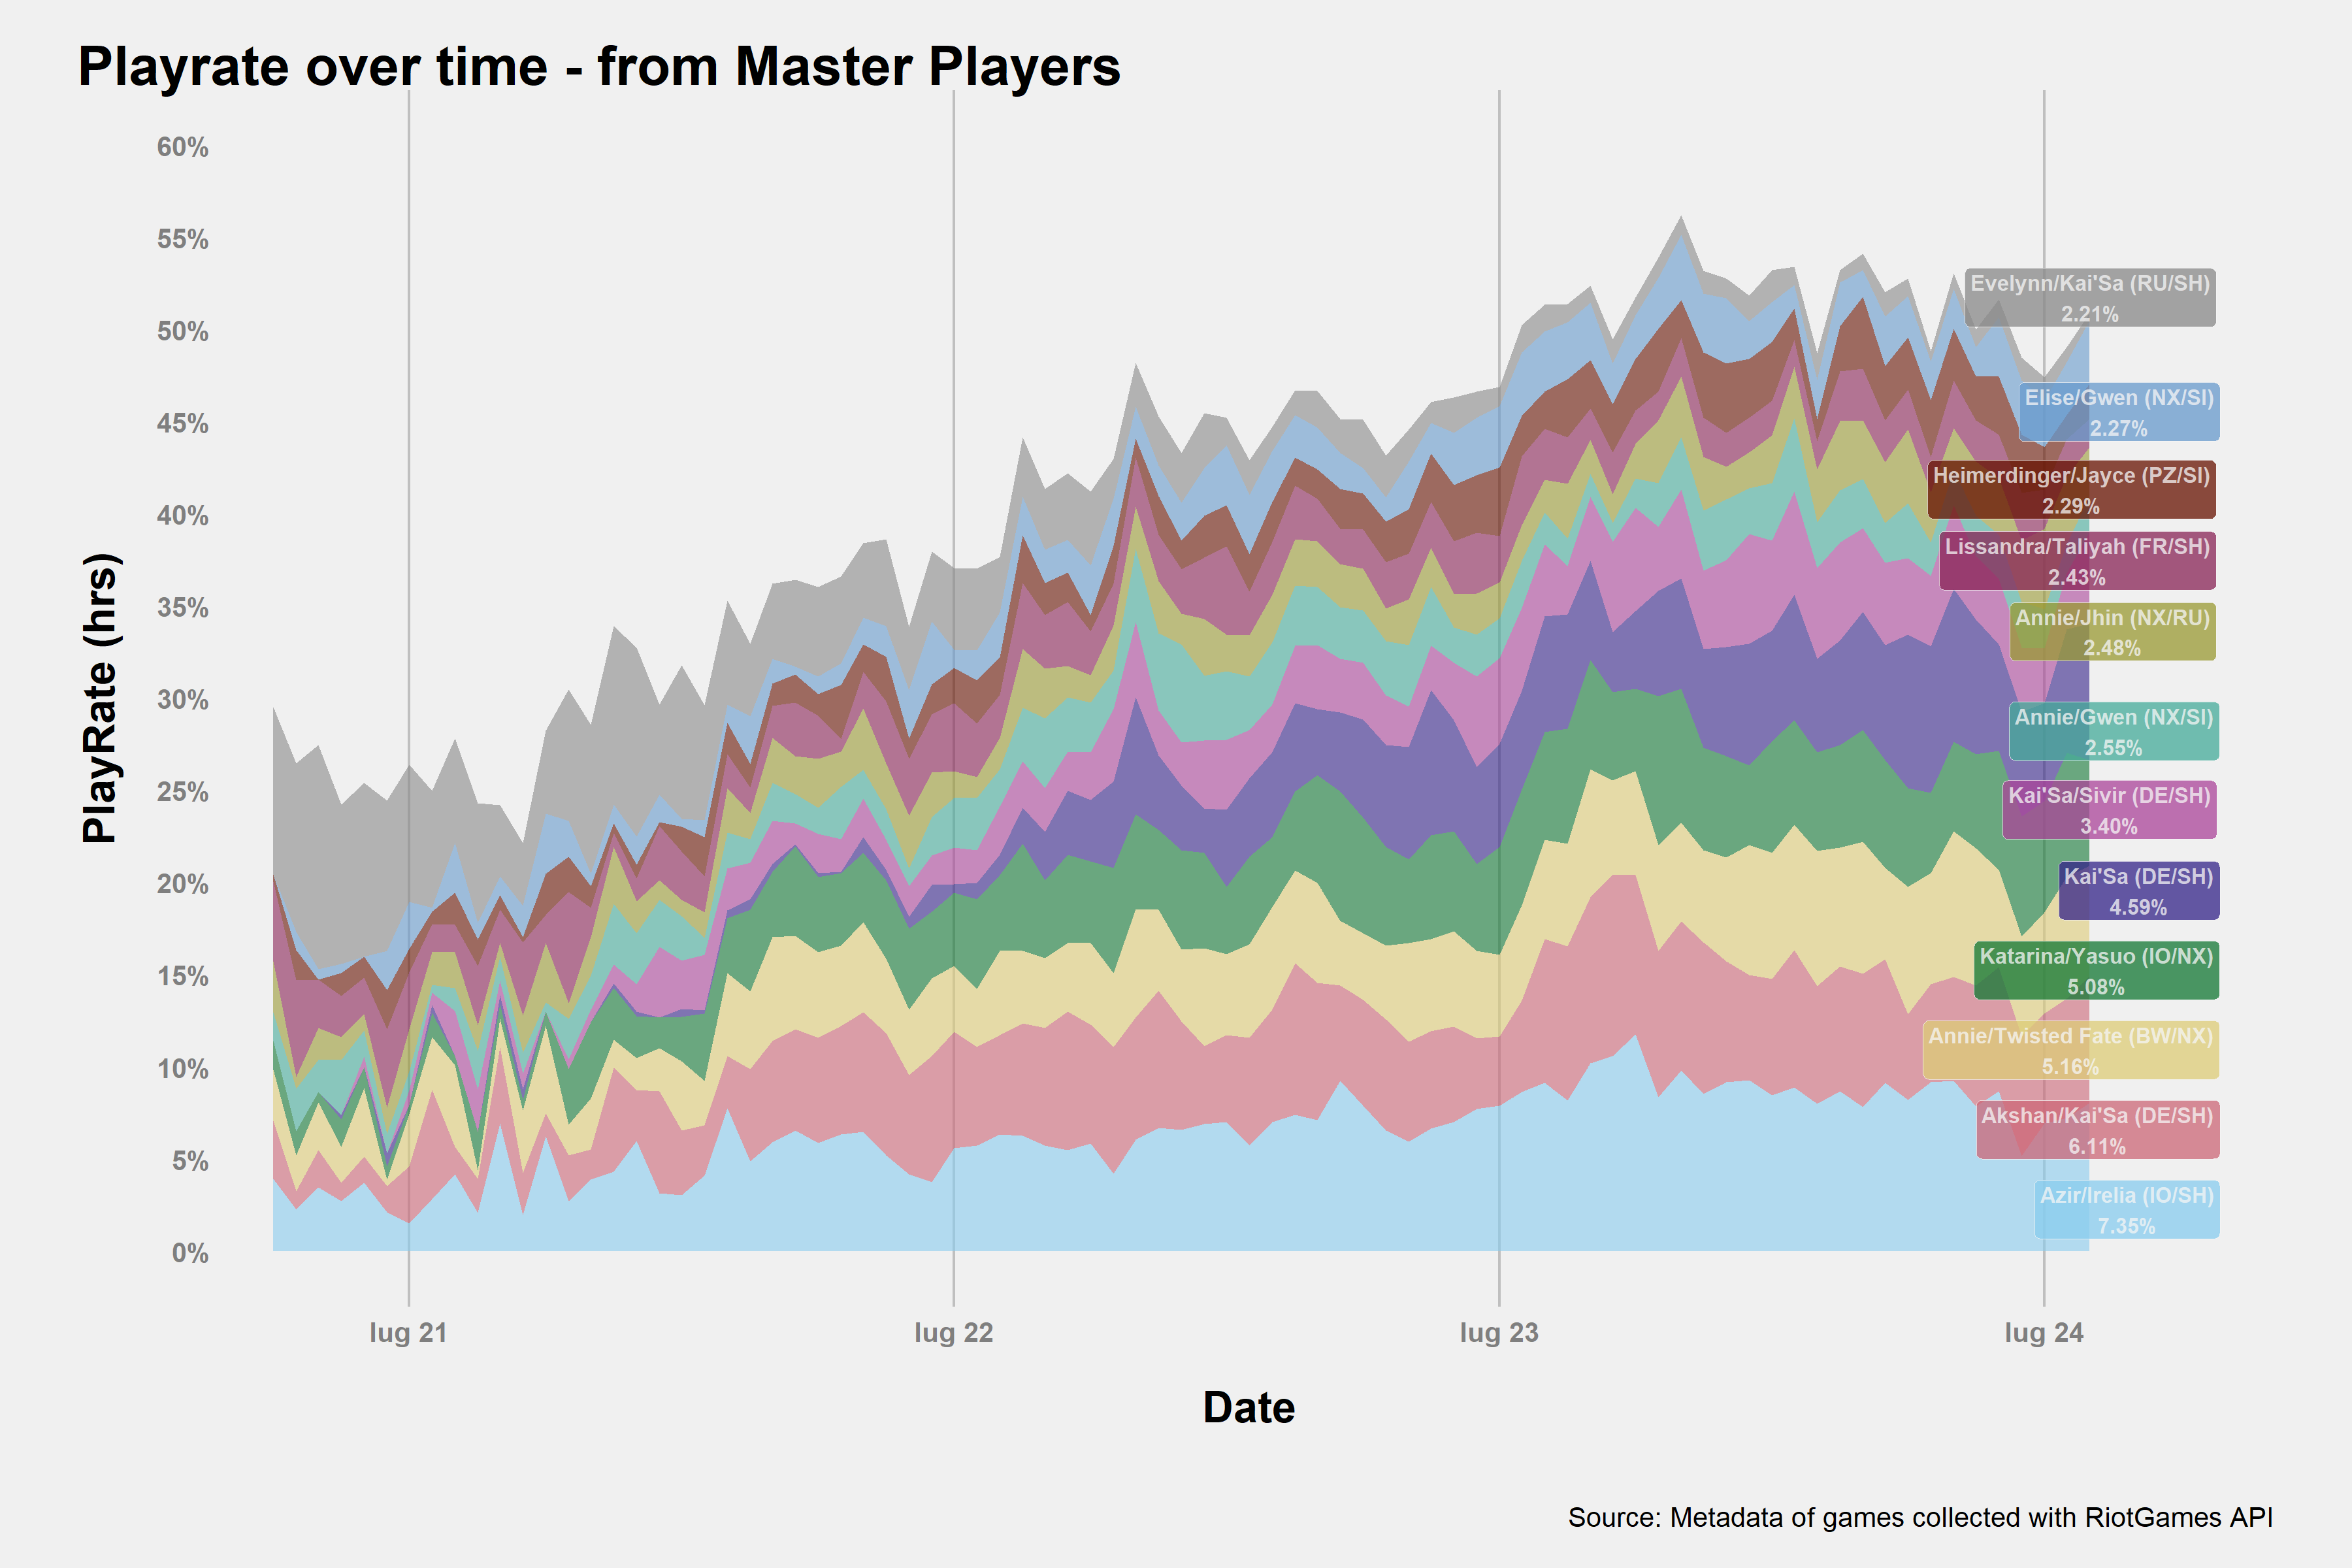 Playrate over time - from Master Players
PlayRate (hrs)
60%
55%
50%
45%
40%
35%
30%
25%
20%
15%
10%
5%
0%
Evelynn/Kai'Sa (RU/SH)
2.21%
Elise/Gwen (NX/SI)
2.27%
Heimerdinger/Jayce (PZ/SI)
2.29%
Lissandra/Taliyah (FR/SH)
2.43%
Annie/Jhin (NX/RU)
2.48%
Annie/Gwen (NX/SI)
2.55%
Kai'Sa/Sivir (DE/SH)
3.40%
Kai'Sa (DE/SH)
4.59%
Katarina/Yasuo (IO/NX)
5.08%
Annie/Twisted Fate (BW/NX)
5.16%
Akshan/Kai'Sa (DE/SH)
6.11%
Azir/Irelia (IO/SH)
7.35%
lug 21
lug 22
lug 23
lug 24
Date
Source: Metadata of games collected with RiotGames API